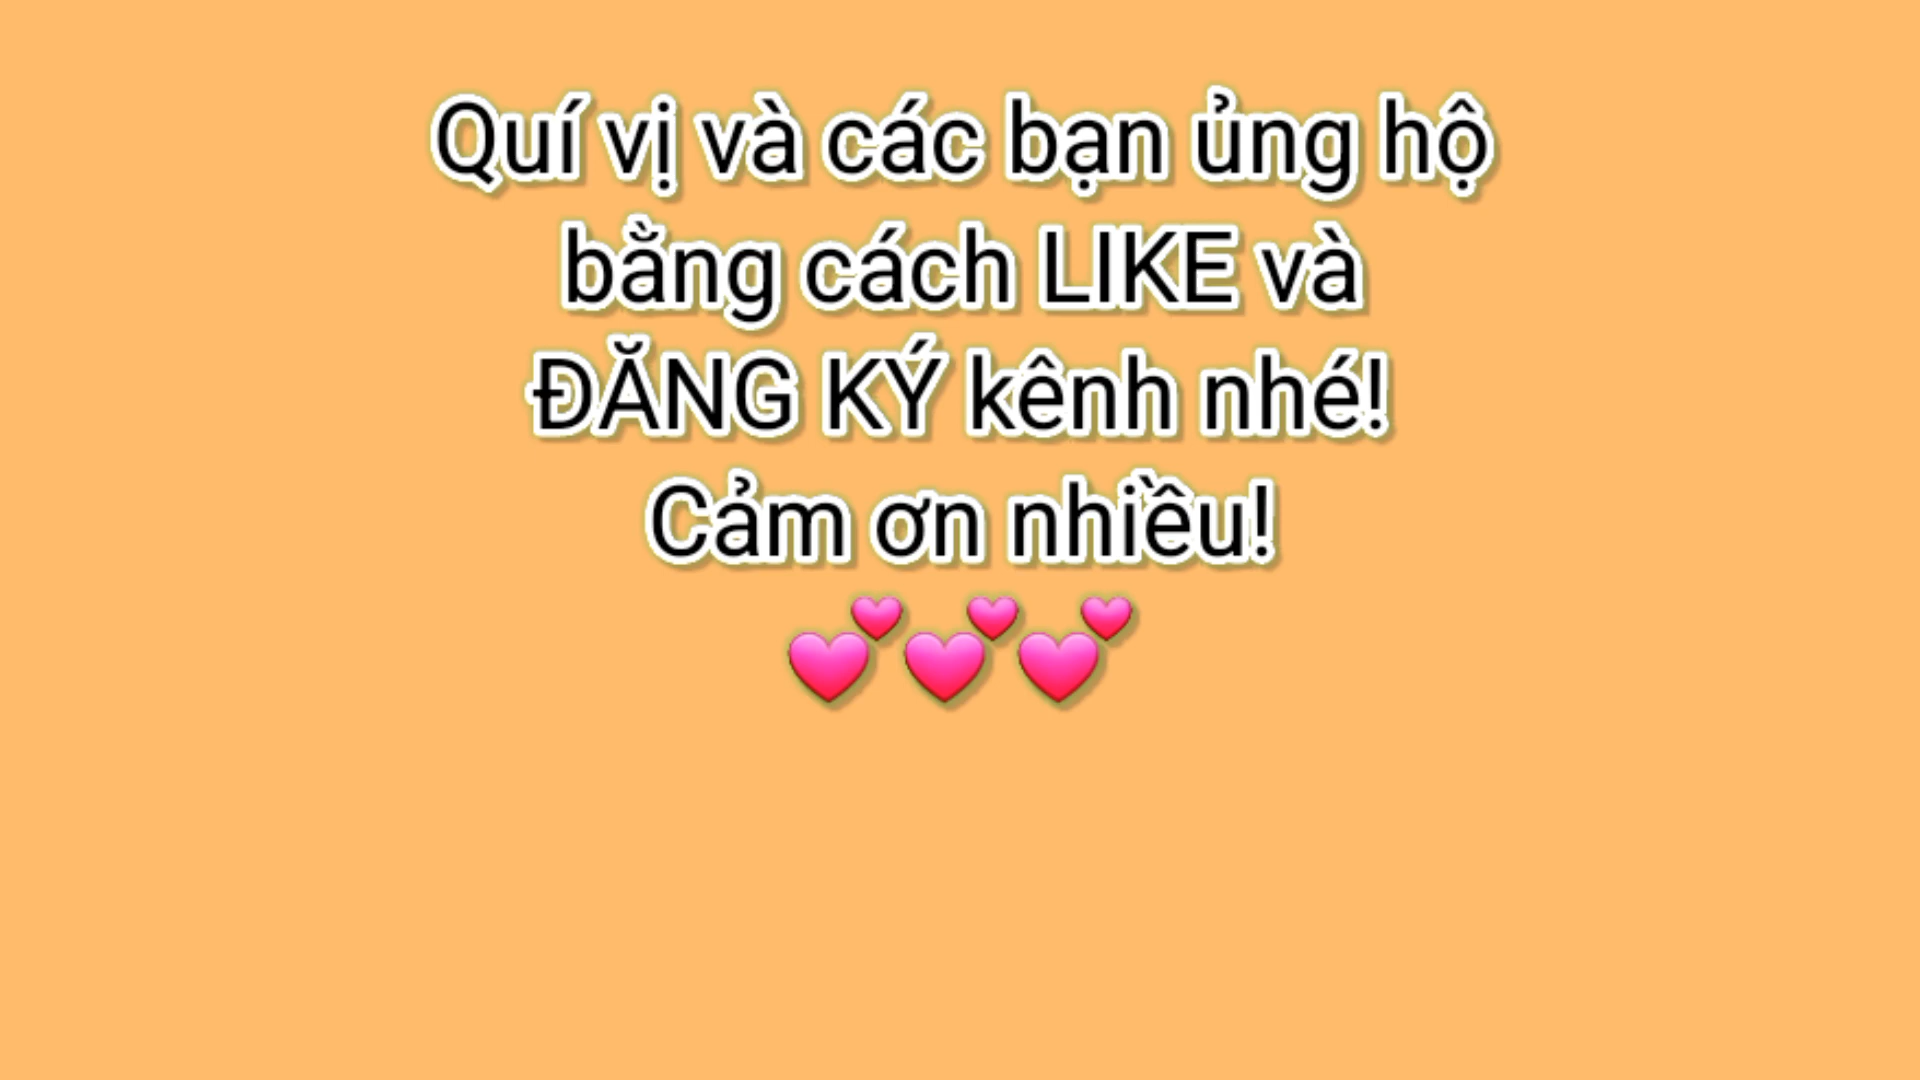 Quí vị và các bạn ủng hộ
bằng cách LIKE và
ĐĂNG KÝ kênh nhé!
Cảm ơn nhiều!
💕💕💕